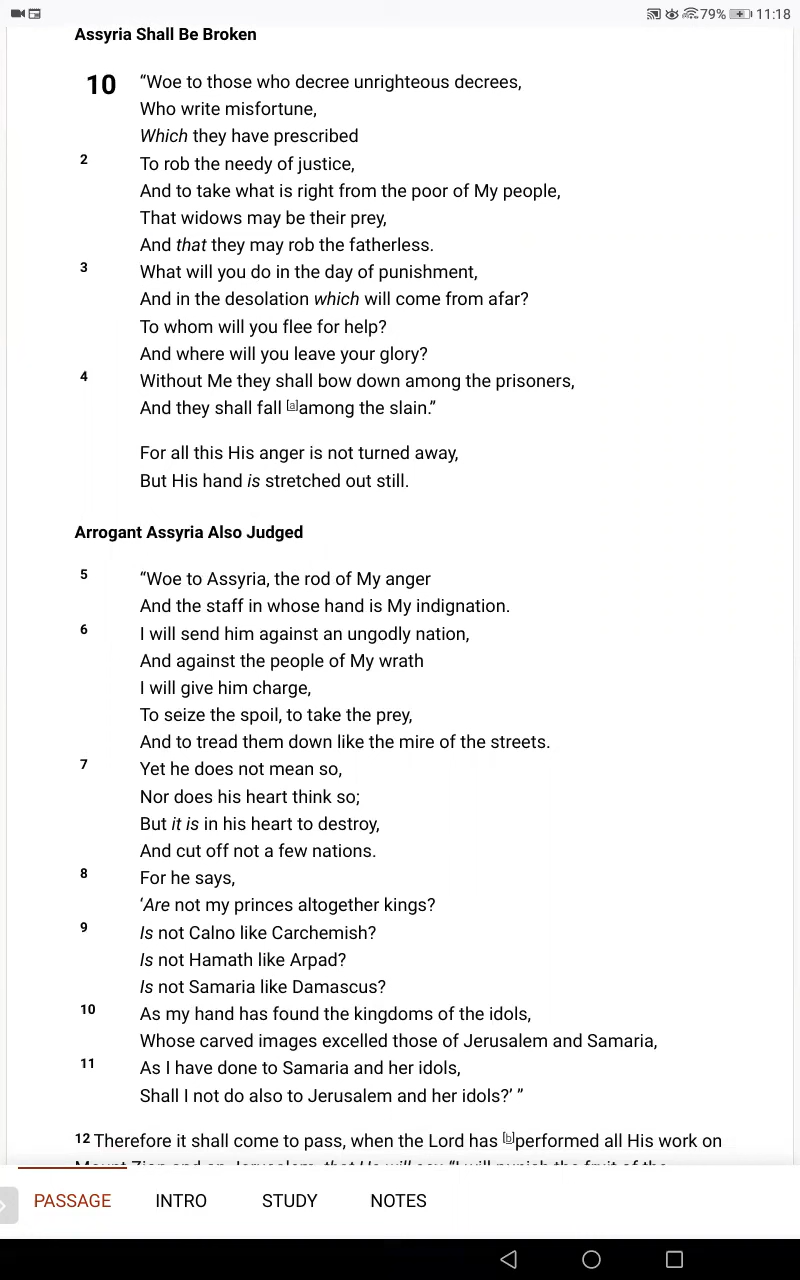 79% 11:18
Assyria Shall Be Broken
10 “Woe to those who decree unrighteous decrees,
Who write misfortune,
Which they have prescribed
2 To rob the needy of justice,
And to take what is right from the poor of My people,
That widows may be their prey,
And that they may rob the fatherless.
3 What will you do in the day of punishment,
And in the desolation which will come from afar?
To whom will you flee for help?
And where will you leave your glory?
4 Without Me they shall bow down among the prisoners,
And they shall fall [a]among the slain.”
For all this His anger is not turned away,
But His hand is stretched out still.
Arrogant Assyria Also Judged
5 “Woe to Assyria, the rod of My anger
And the staff in whose hand is My indignation.
6 I will send him against an ungodly nation,
And against the people of My wrath
I will give him charge,
To seize the spoil, to take the prey,
And to tread them down like the mire of the streets.
7 Yet he does not mean so,
Nor does his heart think so;
But it is in his heart to destroy,
And cut off not a few nations.
8 For he says,
‘Are not my princes altogether kings?
9 Is not Calno like Carchemish?
Is not Hamath like Arpad?
Is not Samaria like Damascus?
10 As my hand has found the kingdoms of the idols,
Whose carved images excelled those of Jerusalem and Samaria,
11 As I have done to Samaria and her idols,
Shall I not do also to Jerusalem and her idols?’ ”
12 Therefore it shall come to pass, when the Lord has [b]performed all His work on
Mount Zion and on Jerusalem, that He will say, “I will punish the fruit of the
PASSAGE INTRO STUDY NOTES